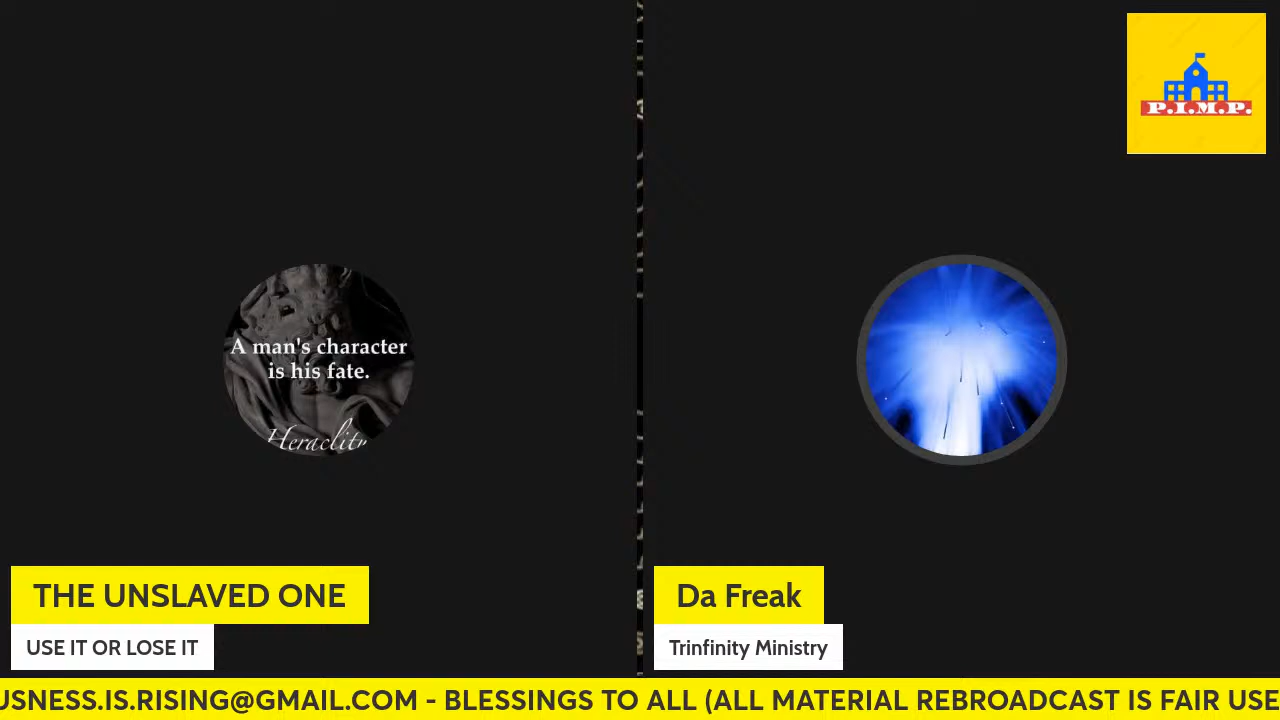 P.I.M.P.
A man's character
is his fate.
THE UNSLAVED ONE
USE IT OR LOSE IT
Da Freak
Trinfinity Ministry
USNESS.IS.RISING@GMAIL.COM - BLESSINGS TO ALL (ALL MATERIAL REBROADCAST IS FAIR USE